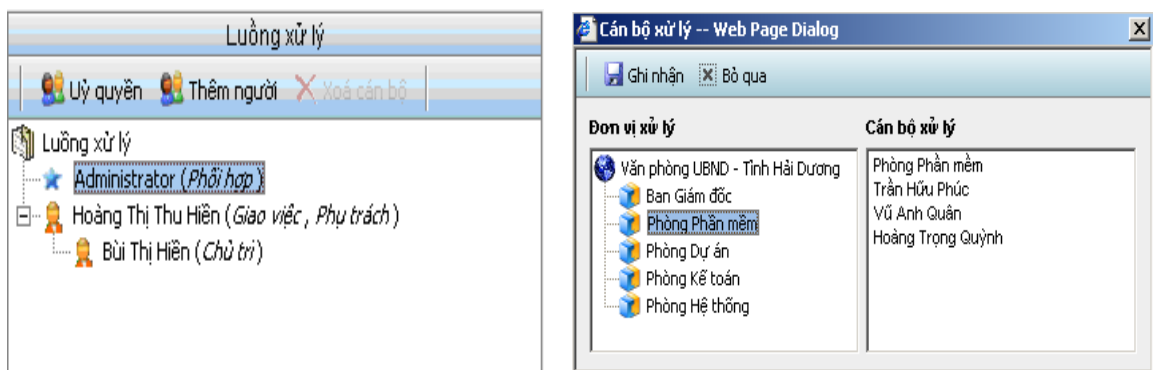 Luồng xử lý
Uỷ quyền Thêm người Xoá cán bộ
Luồng xử lý
Administrator (Phối hợp )
Hoàng Thị Thu Hiền (Giao việc , Phụ trách )
Bùi Thị Hiền (Chủ trì )
Cán bộ xử lý -- Web Page Dialog
Ghi nhận Bỏ qua
Đơn vị xử lý
Văn phòng UBND - Tỉnh Hải Dương
Ban Giám đốc
Phòng Phần mềm
Phòng Dự án
Phòng Kế toán
Phòng Hệ thống
Cán bộ xử lý
Phòng Phần mềm
Trần Hữu Phúc
Vũ Anh Quân
Hoàng Trọng Quỳnh